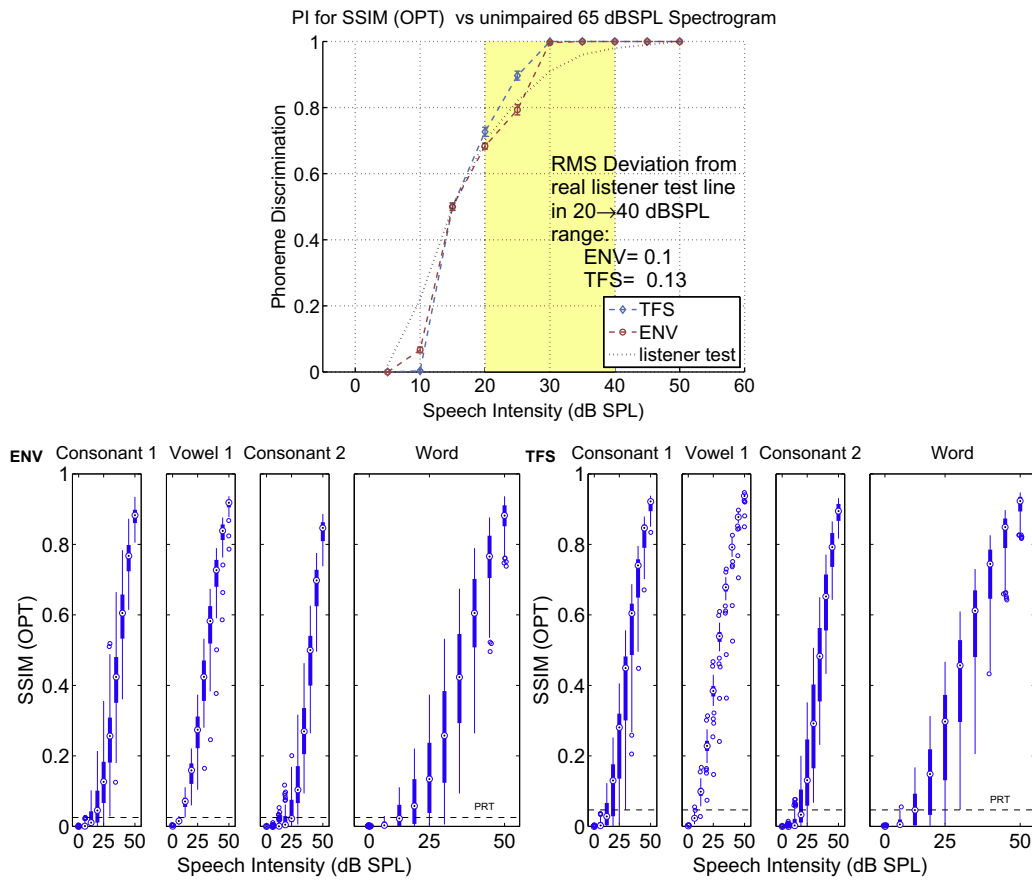 PI for SSIM (OPT) vs unimpaired 65 dBSPL Spectrogram
1
0.8
0.6
0.4
0.2
0
Phoneme Discrimination
RMS Deviation from
real listener test line
in 20→40 dBSPL
range:
ENV= 0.1
TFS= 0.13
TFS
ENV
listener test
0 10 20 30 40 50 60
Speech Intensity (dB SPL)
ENV Consonant 1 Vowel 1 Consonant 2 Word
1
0.8
0.6
0.4
0.2
0
SSIM (OPT)
PRT
0 50 0 50 0 50 0 25 50
Speech Intensity (dB SPL)
TFS Consonant 1 Vowel 1 Consonant 2 Word
1
0.8
0.6
0.4
0.2
0
SSIM (OPT)
PRT
0 50 0 50 0 50 0 25 50
Speech Intensity (dB SPL)